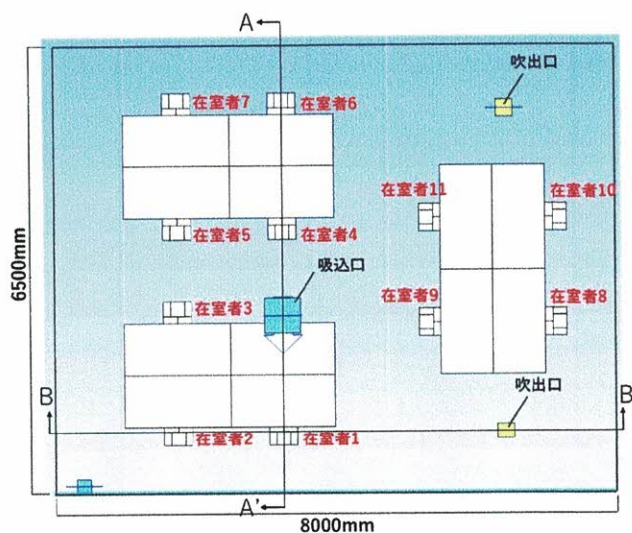 A
吹出口
在室者7
在室者6
在室者11
在室者10
在室者5
在室者4
吸込口
6500mm
在室者3
在室者9
在室者8
吹出口
B
B
在室者2
在室者1
A'
8000mm